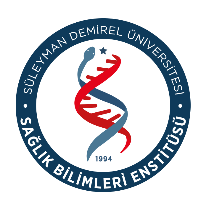 SÜLEYMAN DEMİREL ÜNİVERSİTESİ
1994
SAĞLIK BİLİMLERİ ENSTİTÜSÜ